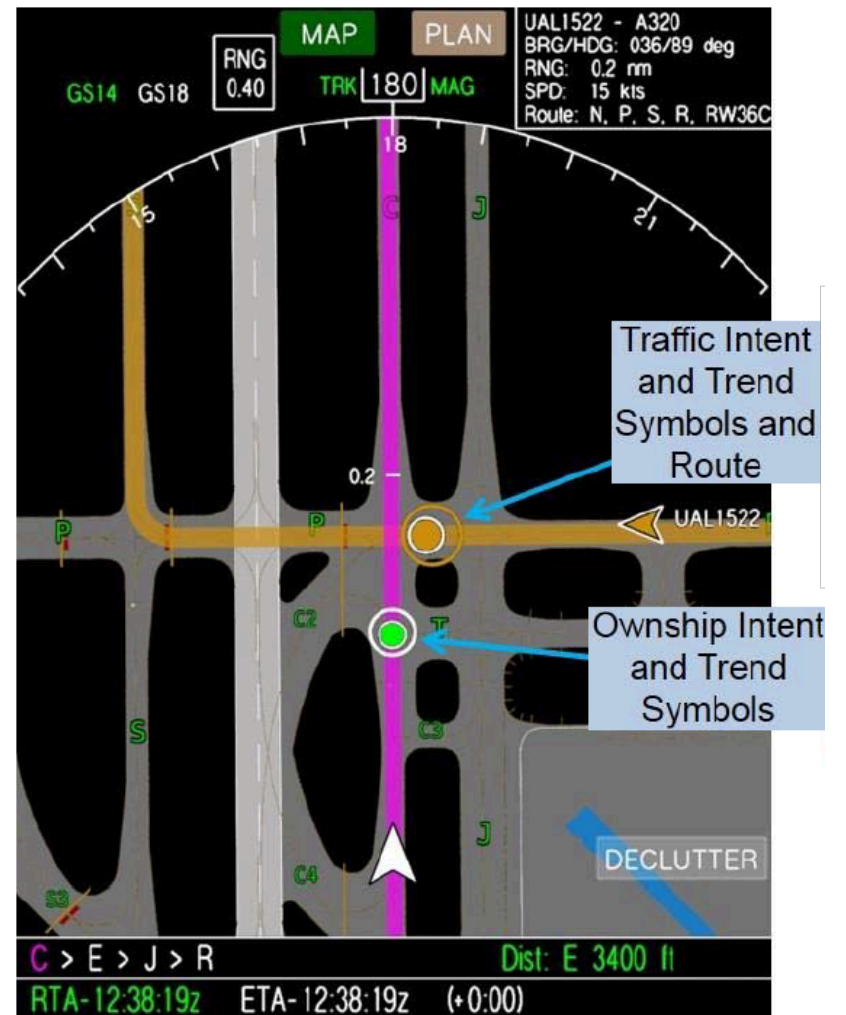 MAP
PLAN
UAL1522 - A320
BRG/HDG: 036/89 deg
RNG: 0.2 nm
SPD: 15 kts
Route: N, P, S, R, RW36C
RNG
0.40
GS14 GS18
TRK 180 MAG
18
15
21
C
J
Traffic Intent
and Trend
Symbols and
Route
0.2
P
P
UAL1522
C2
T
Ownship Intent
and Trend
Symbols
S
C3
J
DECLUTTER
C4
S3
C > E > J > R
Dist: E 3400 ft
RTA-12:38:19z ETA-12:38:19z (+0:00)